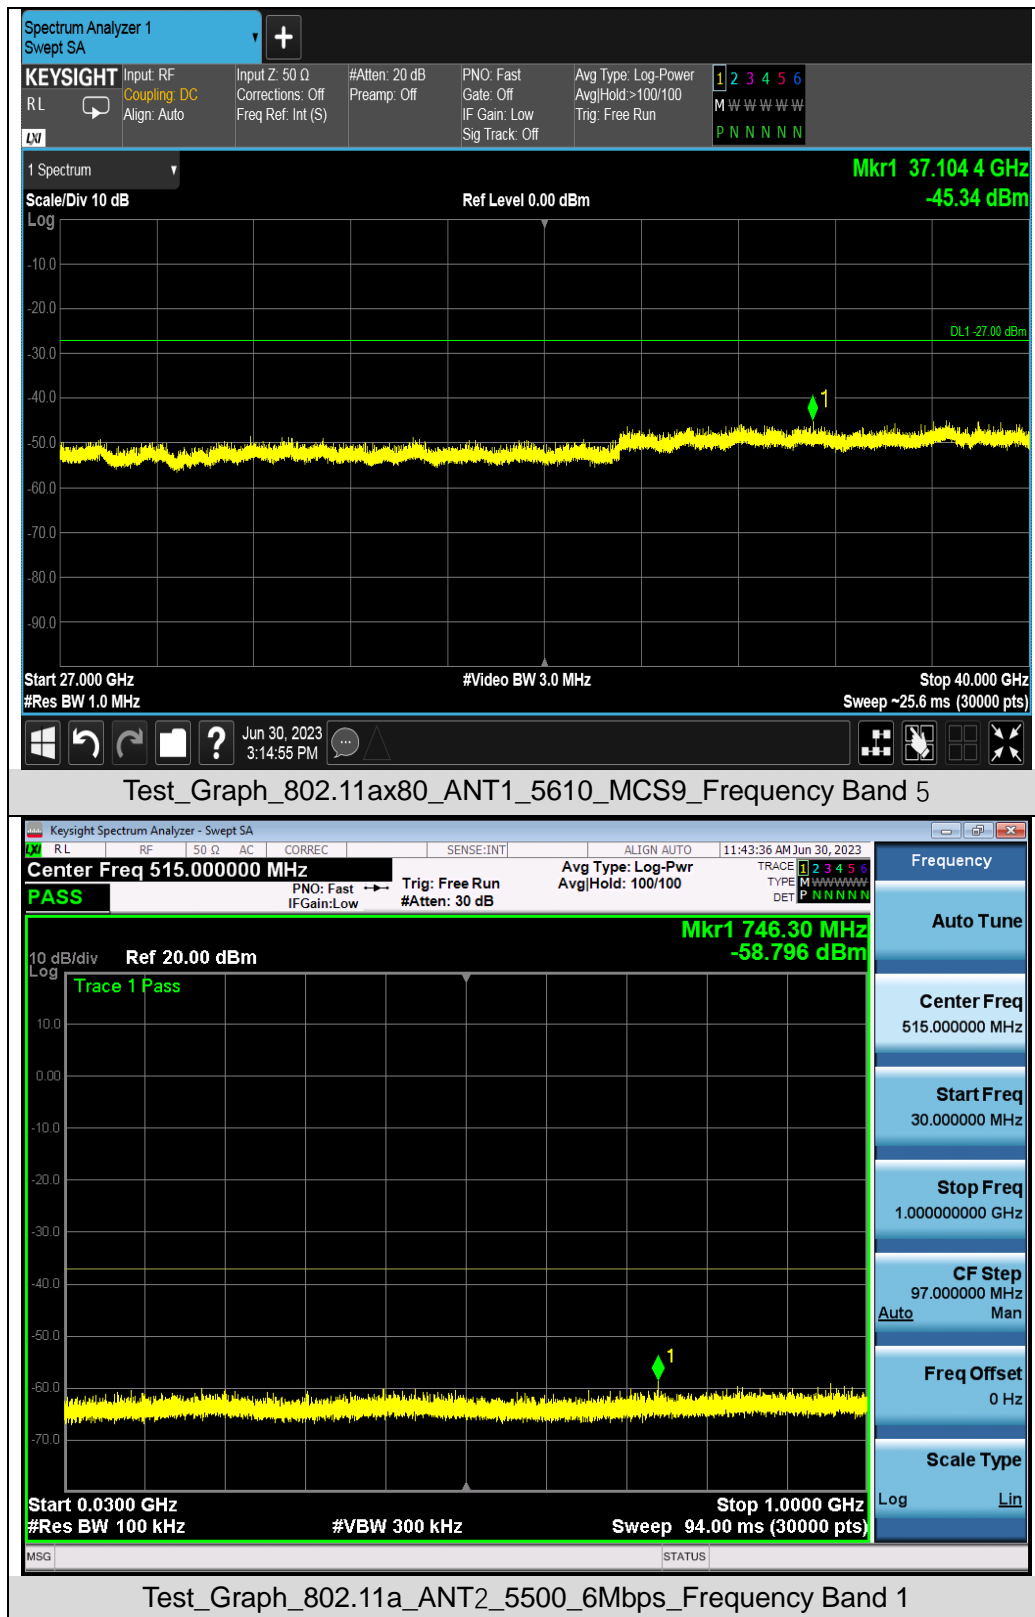 Spectrum Analyzer 1
Swept SA
KEYSIGHT
R L
LXI
Input: RF
Coupling: DC
Align: Auto
Input Z: 50 Ω
Corrections: Off
Freq Ref: Int (S)
#Atten: 20 dB
Preamp: Off
PNO: Fast
Gate: Off
IF Gain: Low
Sig Track: Off
Avg Type: Log-Power
Avg|Hold:>100/100
Trig: Free Run
1 2 3 4 5 6
M W W W W W
P N N N N N
1 Spectrum
Mkr1 37.104 4 GHz
-45.34 dBm
Scale/Div 10 dB
Ref Level 0.00 dBm
Log
-10.0
-20.0
DL1 -27.00 dBm
-30.0
-40.0
1
-50.0
-60.0
-70.0
-80.0
-90.0
Start 27.000 GHz
#Video BW 3.0 MHz
Stop 40.000 GHz
#Res BW 1.0 MHz
Sweep ~25.6 ms (30000 pts)
?
Jun 30, 2023
3:14:55 PM
Test_Graph_802.11ax80_ANT1_5610_MCS9_Frequency Band 5
Keysight Spectrum Analyzer - Swept SA
LXI RL RF 50 Ω AC CORREC SENSE:INT ALIGN AUTO 11:43:36 AM Jun 30, 2023
Center Freq 515.000000 MHz
PASS
PNO: Fast
IFGain:Low
Trig: Free Run
#Atten: 30 dB
Avg Type: Log-Pwr
Avg|Hold: 100/100
TRACE 1 2 3 4 5 6
TYPE M W W W W W
DET P N N N N N
Mkr1 746.30 MHz
-58.796 dBm
10 dB/div
Ref 20.00 dBm
Log
Trace 1 Pass
10.0
0.00
-10.0
-20.0
-30.0
-40.0
-50.0
1
-60.0
-70.0
Start 0.0300 GHz
Stop 1.0000 GHz
#Res BW 100 kHz
#VBW 300 kHz
Sweep 94.00 ms (30000 pts)
MSG
STATUS
Frequency
Auto Tune
Center Freq
515.000000 MHz
Start Freq
30.000000 MHz
Stop Freq
1.000000000 GHz
CF Step
97.000000 MHz
Auto Man
Freq Offset
0 Hz
Scale Type
Log Lin
Test_Graph_802.11a_ANT2_5500_6Mbps_Frequency Band 1